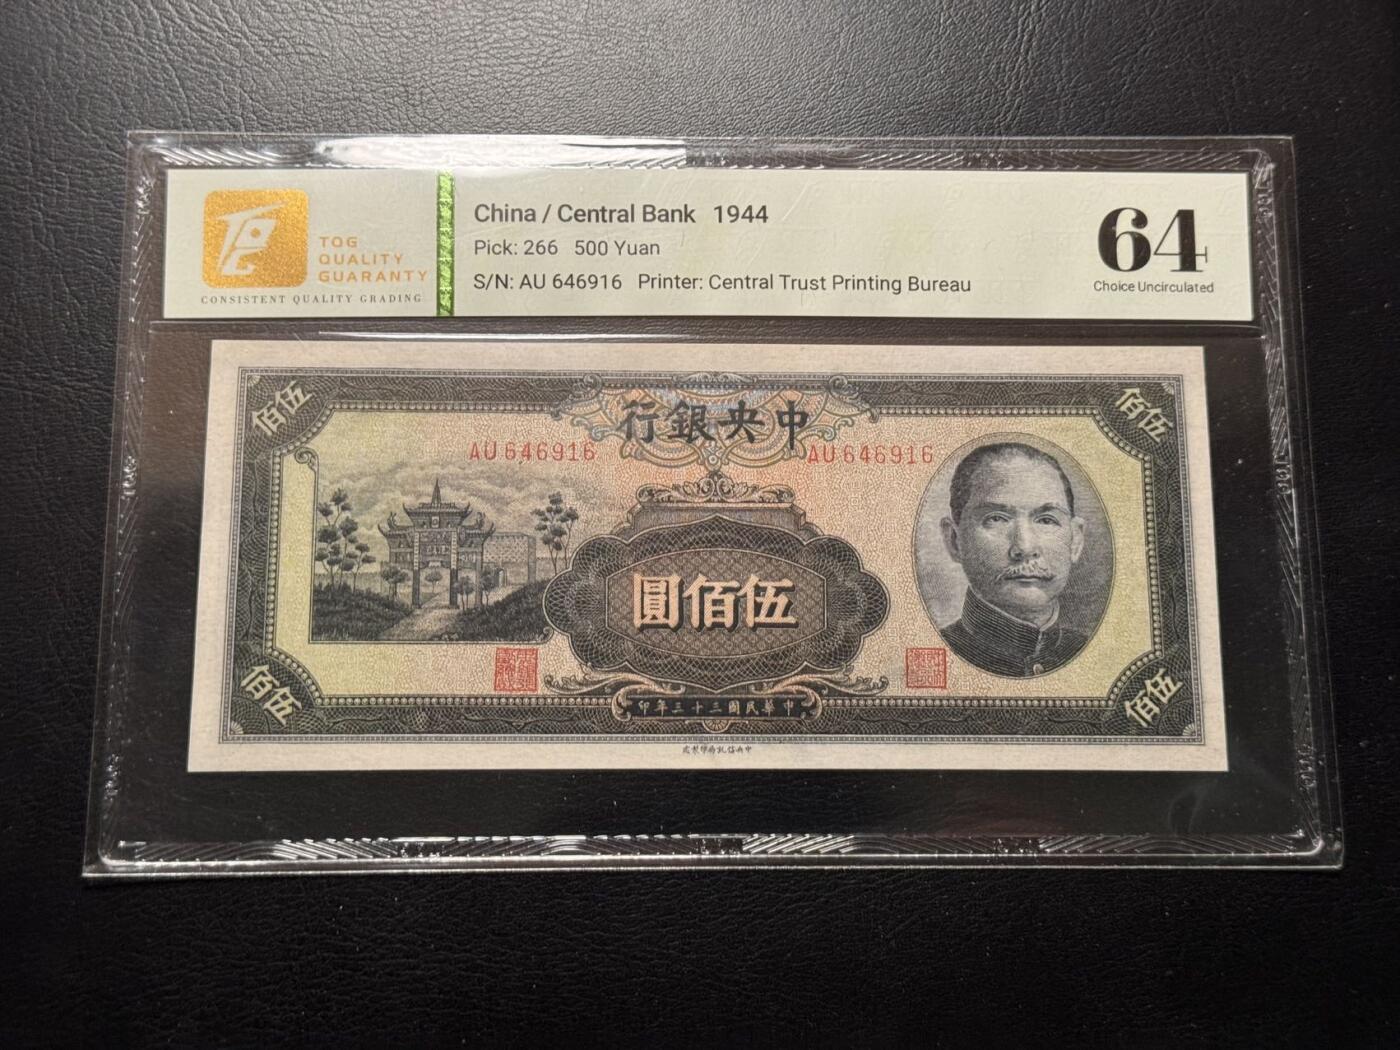 TQG
QUALITY
GUARANTY
CONSISTENT QUALITY GRADING
China / Central Bank 1944
Pick: 266 500 Yuan
S/N: AU 646916 Printer: Central Trust Printing Bureau
64
Choice Uncirculated
佰伍
行銀央中
佰伍
AU 646916
AU 646916
圓佰伍
佰伍
印年三十三國民華中
佰伍